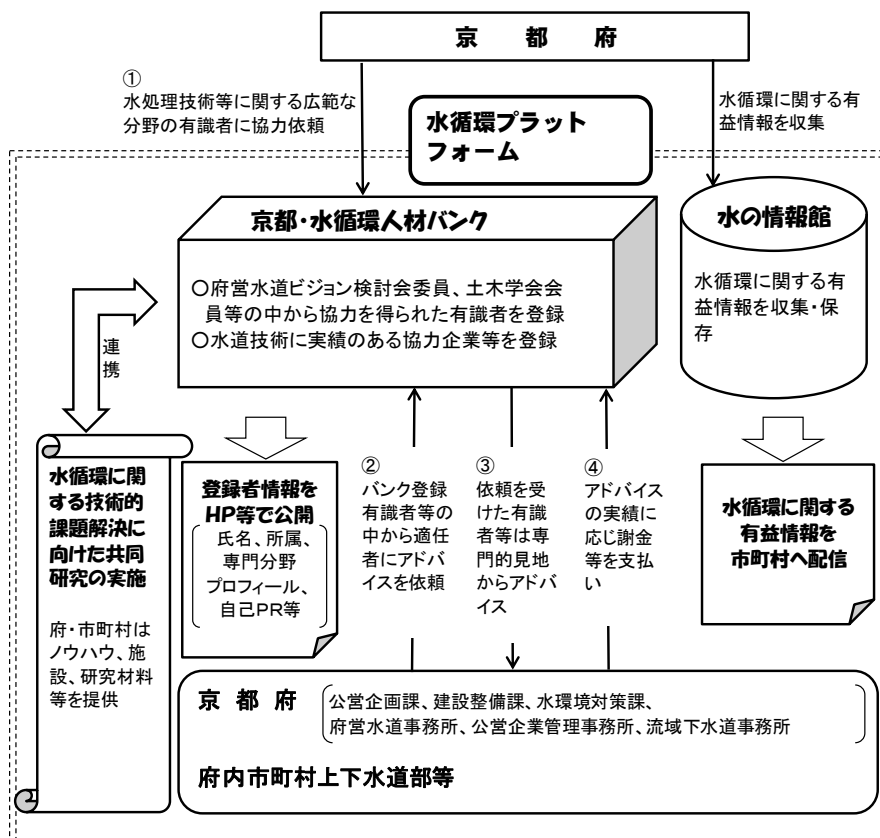 京都府
①
水処理技術等に関する広範な
分野の有識者に協力依頼
水循環プラット
フォーム
水循環に関する有
益情報を収集
京都・水循環人材バンク
〇府営水道ビジョン検討会委員、土木学会会
員等の中から協力を得られた有識者を登録
〇水道技術に実績のある協力企業等を登録
水の情報館
水循環に関する有
益情報を収集・保
存
連
携
水循環に関
する技術的
課題解決に
向けた共同
研究の実施
府・市町村は
ノウハウ、施
設、研究材料
等を提供
登録者情報を
HP等で公開
氏名、所属、
専門分野
プロフィール、
自己PR等
②
バンク登録
有識者等の
中から適任
者にアドバ
イスを依頼
③
依頼を受
けた有識
者等は専
門的見地
からアドバ
イス
④
アドバイス
の実績に
応じ謝金
等を支払
い
水循環に関する
有益情報を
市町村へ配信
京都府
公営企画課、建設整備課、水環境対策課、
府営水道事務所、公営企業管理事務所、流域下水道事務所
府内市町村上下水道部等